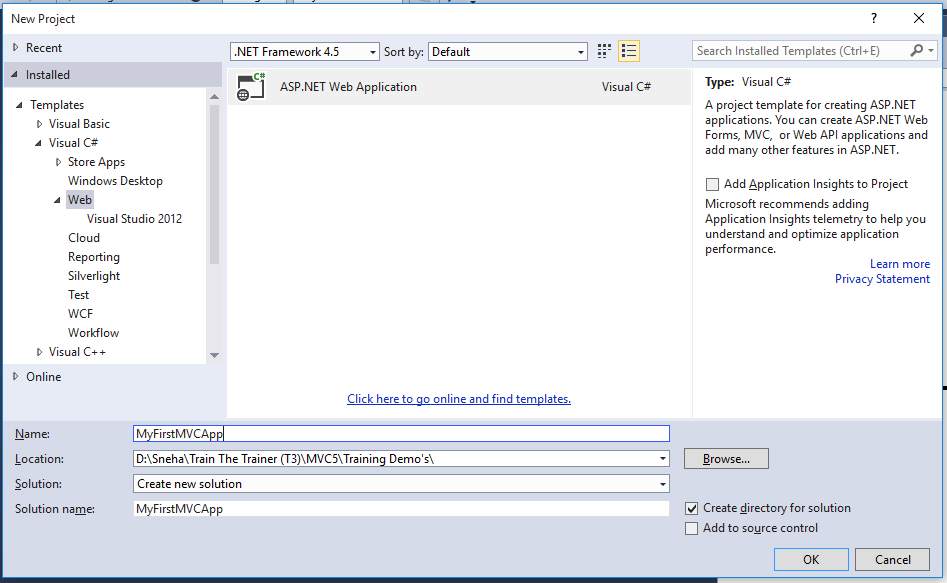 New Project
?
Recent
.NET Framework 4.5
Sort by:
Default
Search Installed Templates (Ctrl+E)
Installed
Templates
Visual Basic
Visual C#
Store Apps
Windows Desktop
Web
Visual Studio 2012
Cloud
Reporting
Silverlight
Test
WCF
Workflow
Visual C++
Online
C#
ASP.NET Web Application
Visual C#
Click here to go online and find templates.
Type: Visual C#
A project template for creating ASP.NET
applications. You can create ASP.NET Web
Forms, MVC, or Web API applications and
add many other features in ASP.NET.
Add Application Insights to Project
Microsoft recommends adding
Application Insights telemetry to help you
understand and optimize application
performance.
Learn more
Privacy Statement
Name:
MyFirstMVCApp
Location:
D:\Sneha\Train The Trainer (T3)\MVC5\Training Demo's\
Browse...
Solution:
Create new solution
Solution name:
MyFirstMVCApp
Create directory for solution
Add to source control
OK
Cancel